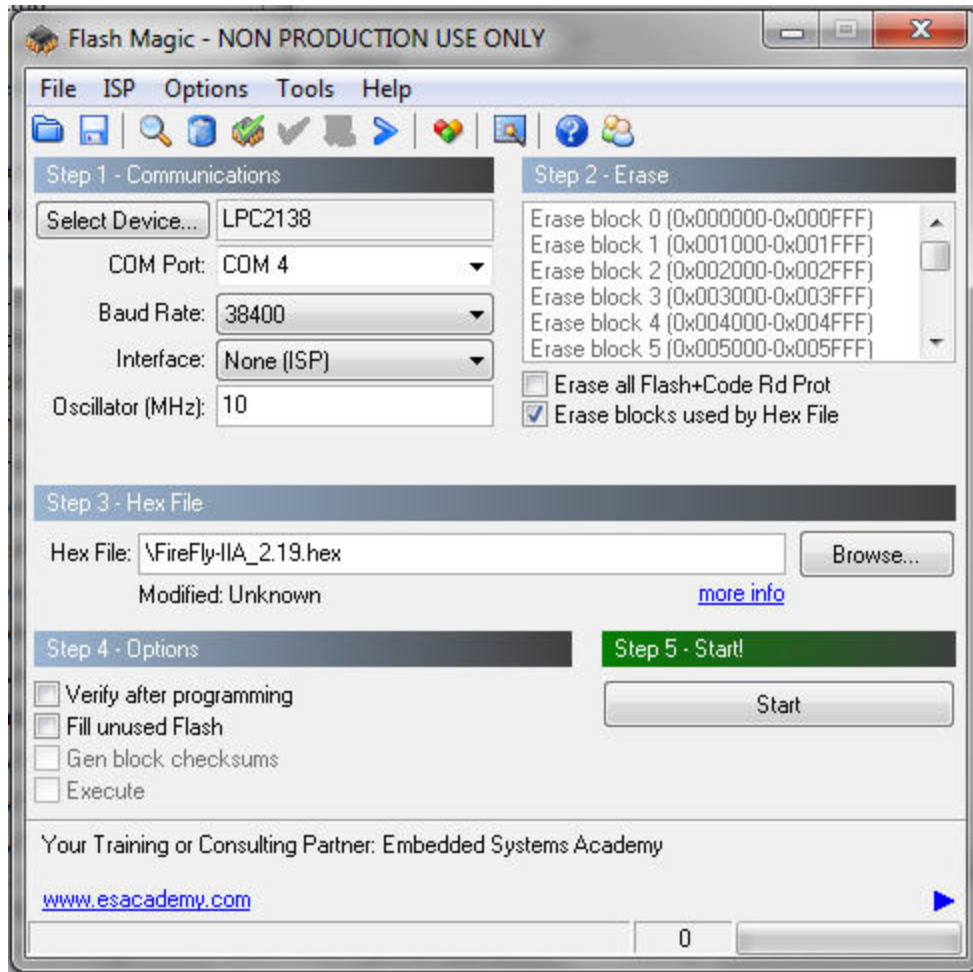 Flash Magic - NON PRODUCTION USE ONLY
File ISP Options Tools Help
Step 1 - Communications
Select Device... LPC2138
COM Port: COM 4
Baud Rate: 38400
Interface: None (ISP)
Oscillator (MHz): 10
Step 2 - Erase
Erase block 0 (0x000000-0x000FFF)
Erase block 1 (0x001000-0x001FFF)
Erase block 2 (0x002000-0x002FFF)
Erase block 3 (0x003000-0x003FFF)
Erase block 4 (0x004000-0x004FFF)
Erase block 5 (0x005000-0x005FFF)
Erase all Flash+Code Rd Prot
Erase blocks used by Hex File
Step 3 - Hex File
Hex File: \FireFly-IIA_2.19.hex Browse...
Modified: Unknown more info
Step 4 - Options
Verify after programming
Fill unused Flash
Gen block checksums
Execute
Step 5 - Start!
Start
Your Training or Consulting Partner: Embedded Systems Academy
www.esacademy.com
0